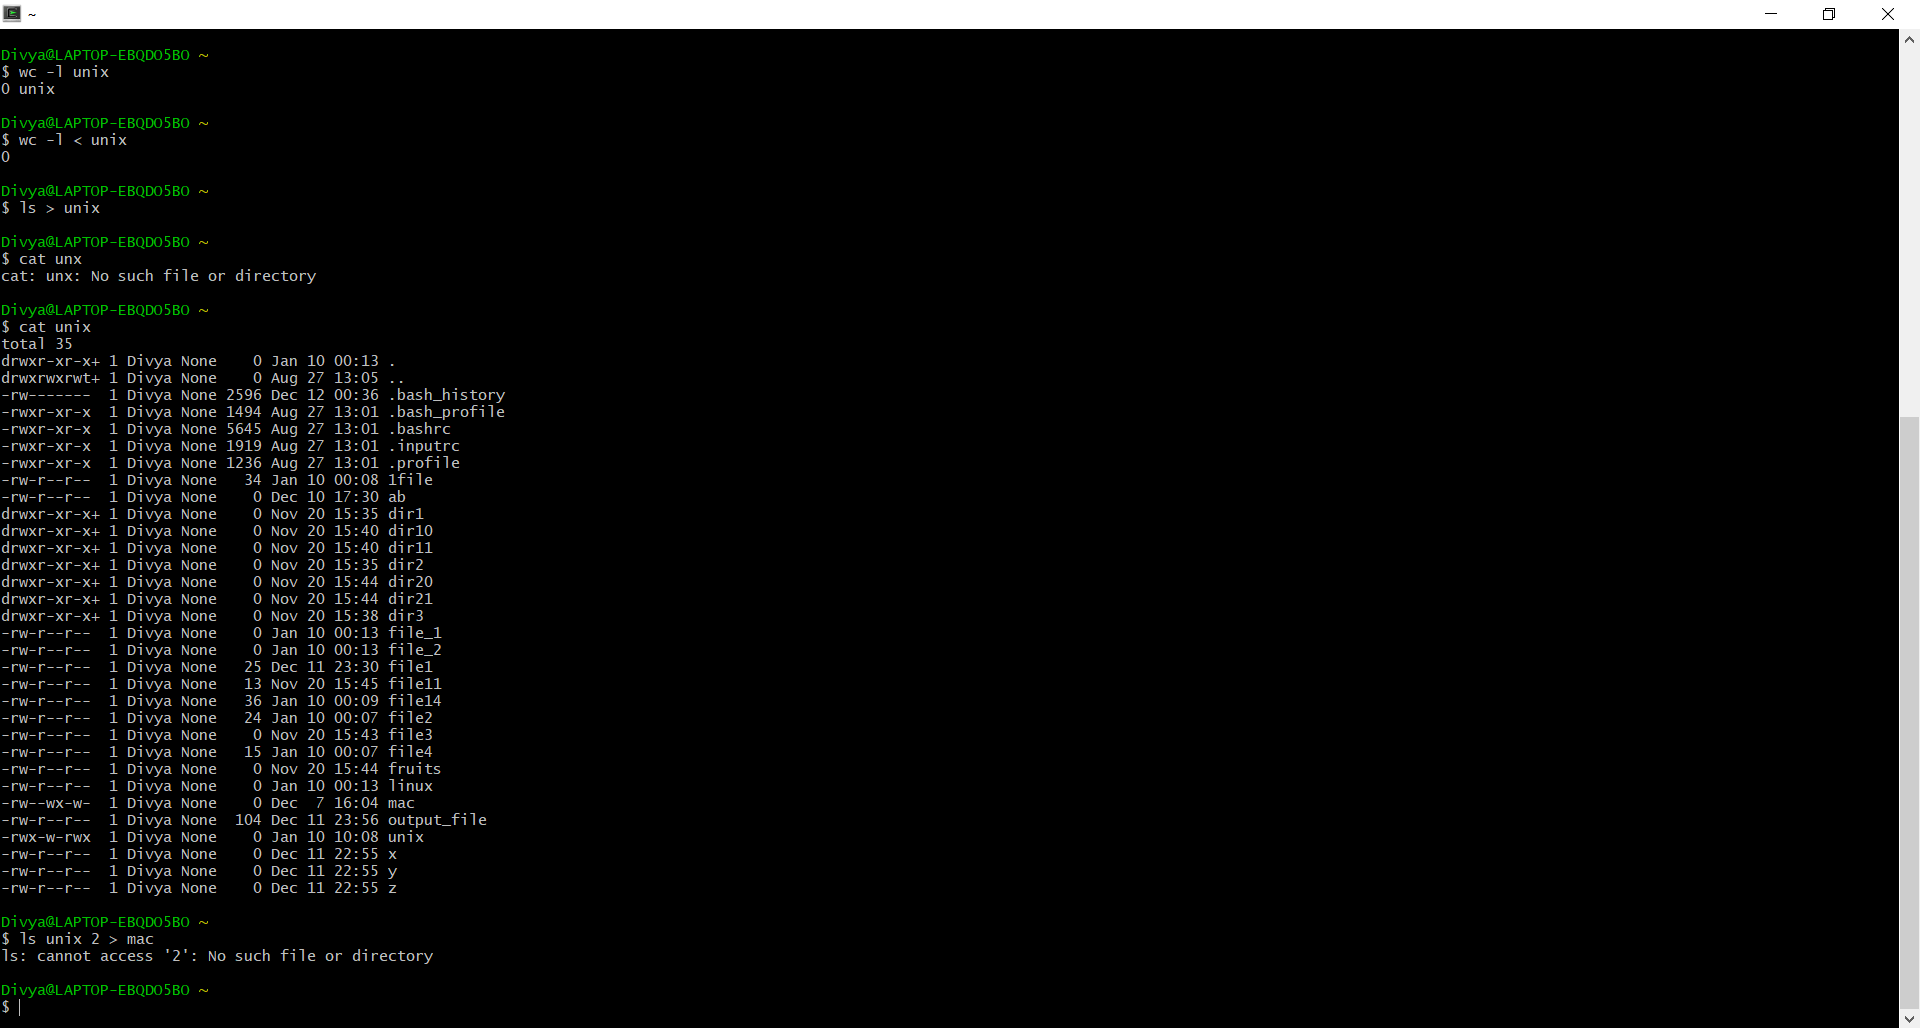 ~
Divya@LAPTOP-EBQDO5BO ~
$ wc -l unix
0 unix
Divya@LAPTOP-EBQDO5BO ~
$ wc -l < unix
0
Divya@LAPTOP-EBQDO5BO ~
$ ls > unix
Divya@LAPTOP-EBQDO5BO ~
$ cat unx
cat: unx: No such file or directory
Divya@LAPTOP-EBQDO5BO ~
$ cat unix
total 35
drwxr-xr-x+ 1 Divya None    0 Jan 10 00:13 .
drwxrwxrwt+ 1 Divya None    0 Aug 27 13:05 ..
-rw-------  1 Divya None 2596 Dec 12 00:36 .bash_history
-rwxr-xr-x  1 Divya None 1494 Aug 27 13:01 .bash_profile
-rwxr-xr-x  1 Divya None 5645 Aug 27 13:01 .bashrc
-rwxr-xr-x  1 Divya None 1919 Aug 27 13:01 .inputrc
-rwxr-xr-x  1 Divya None 1236 Aug 27 13:01 .profile
-rw-r--r--  1 Divya None   34 Jan 10 00:08 1file
-rw-r--r--  1 Divya None    0 Dec 10 17:30 ab
drwxr-xr-x+ 1 Divya None    0 Nov 20 15:35 dir1
drwxr-xr-x+ 1 Divya None    0 Nov 20 15:40 dir10
drwxr-xr-x+ 1 Divya None    0 Nov 20 15:40 dir11
drwxr-xr-x+ 1 Divya None    0 Nov 20 15:35 dir2
drwxr-xr-x+ 1 Divya None    0 Nov 20 15:44 dir20
drwxr-xr-x+ 1 Divya None    0 Nov 20 15:44 dir21
drwxr-xr-x+ 1 Divya None    0 Nov 20 15:38 dir3
-rw-r--r--  1 Divya None    0 Jan 10 00:13 file_1
-rw-r--r--  1 Divya None    0 Jan 10 00:13 file_2
-rw-r--r--  1 Divya None   25 Dec 11 23:30 file1
-rw-r--r--  1 Divya None   13 Nov 20 15:45 file11
-rw-r--r--  1 Divya None   36 Jan 10 00:09 file14
-rw-r--r--  1 Divya None   24 Jan 10 00:07 file2
-rw-r--r--  1 Divya None    0 Nov 20 15:43 file3
-rw-r--r--  1 Divya None   15 Jan 10 00:07 file4
-rw-r--r--  1 Divya None    0 Nov 20 15:44 fruits
-rw-r--r--  1 Divya None    0 Jan 10 00:13 linux
-rw--wx-w-  1 Divya None    0 Dec  7 16:04 mac
-rw-r--r--  1 Divya None  104 Dec 11 23:56 output_file
-rwx-w-rwx  1 Divya None    0 Jan 10 10:08 unix
-rw-r--r--  1 Divya None    0 Dec 11 22:55 x
-rw-r--r--  1 Divya None    0 Dec 11 22:55 y
-rw-r--r--  1 Divya None    0 Dec 11 22:55 z
Divya@LAPTOP-EBQDO5BO ~
$ ls unix 2 > mac
ls: cannot access '2': No such file or directory
Divya@LAPTOP-EBQDO5BO ~
$